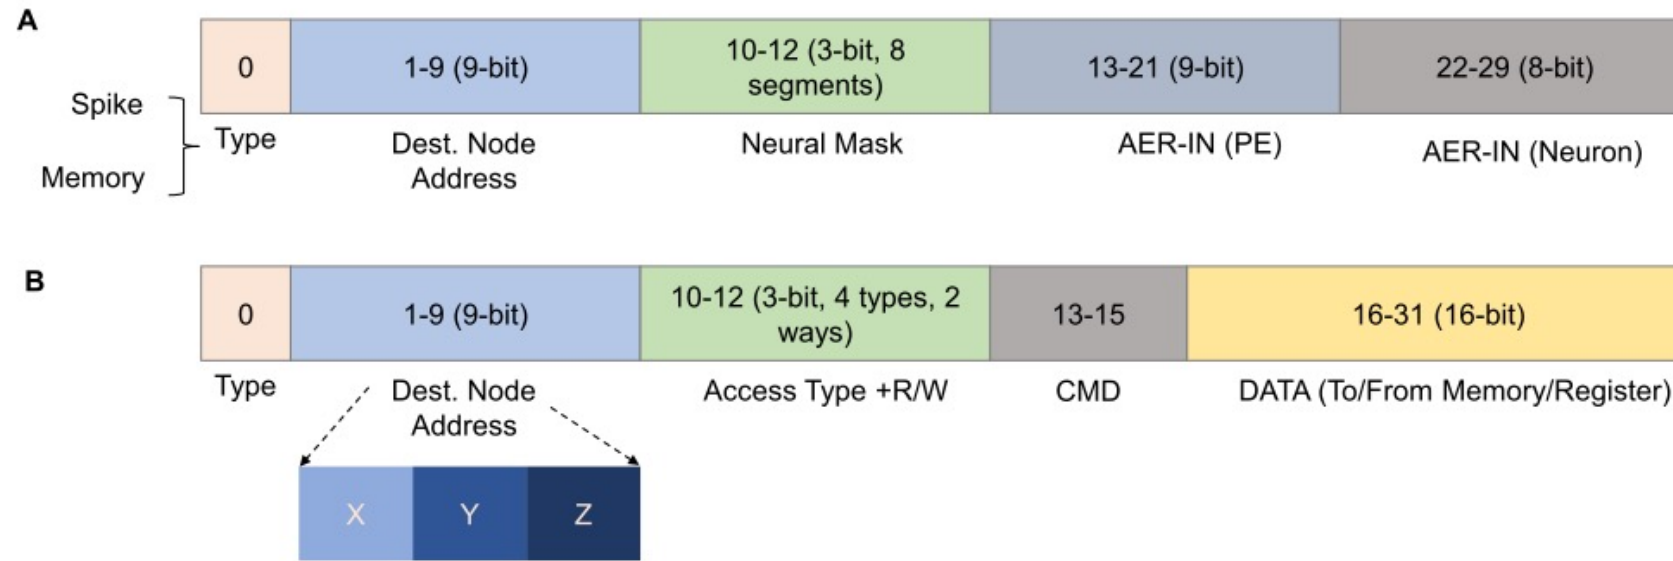 A
0
1-9 (9-bit)
10-12 (3-bit, 8
segments)
13-21 (9-bit)
22-29 (8-bit)
Spike
Memory
Type
Dest. Node
Address
Neural Mask
AER-IN (PE)
AER-IN (Neuron)
B
0
1-9 (9-bit)
10-12 (3-bit, 4 types, 2
ways)
13-15
16-31 (16-bit)
Type
Dest. Node
Address
Access Type +R/W
CMD
DATA (To/From Memory/Register)
X
Y
Z